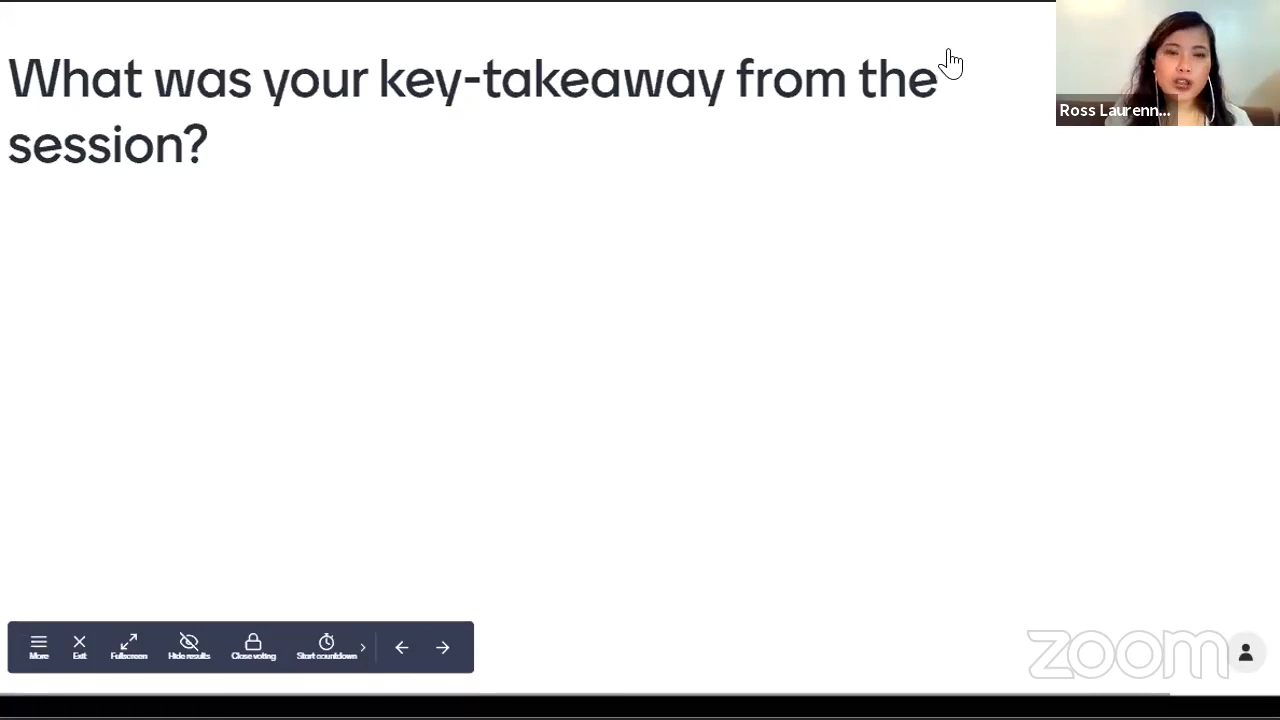 What was your key-takeaway from the
session?
Ross Laurenn...
More Exit Fullscreen Hide results Close voting Start countdown
zoom